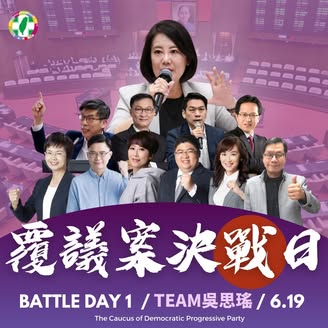 覆議案決戰日
BATTLE DAY 1 / TEAM吳思瑤 / 6.19
The Caucus of Democratic Progressive Party